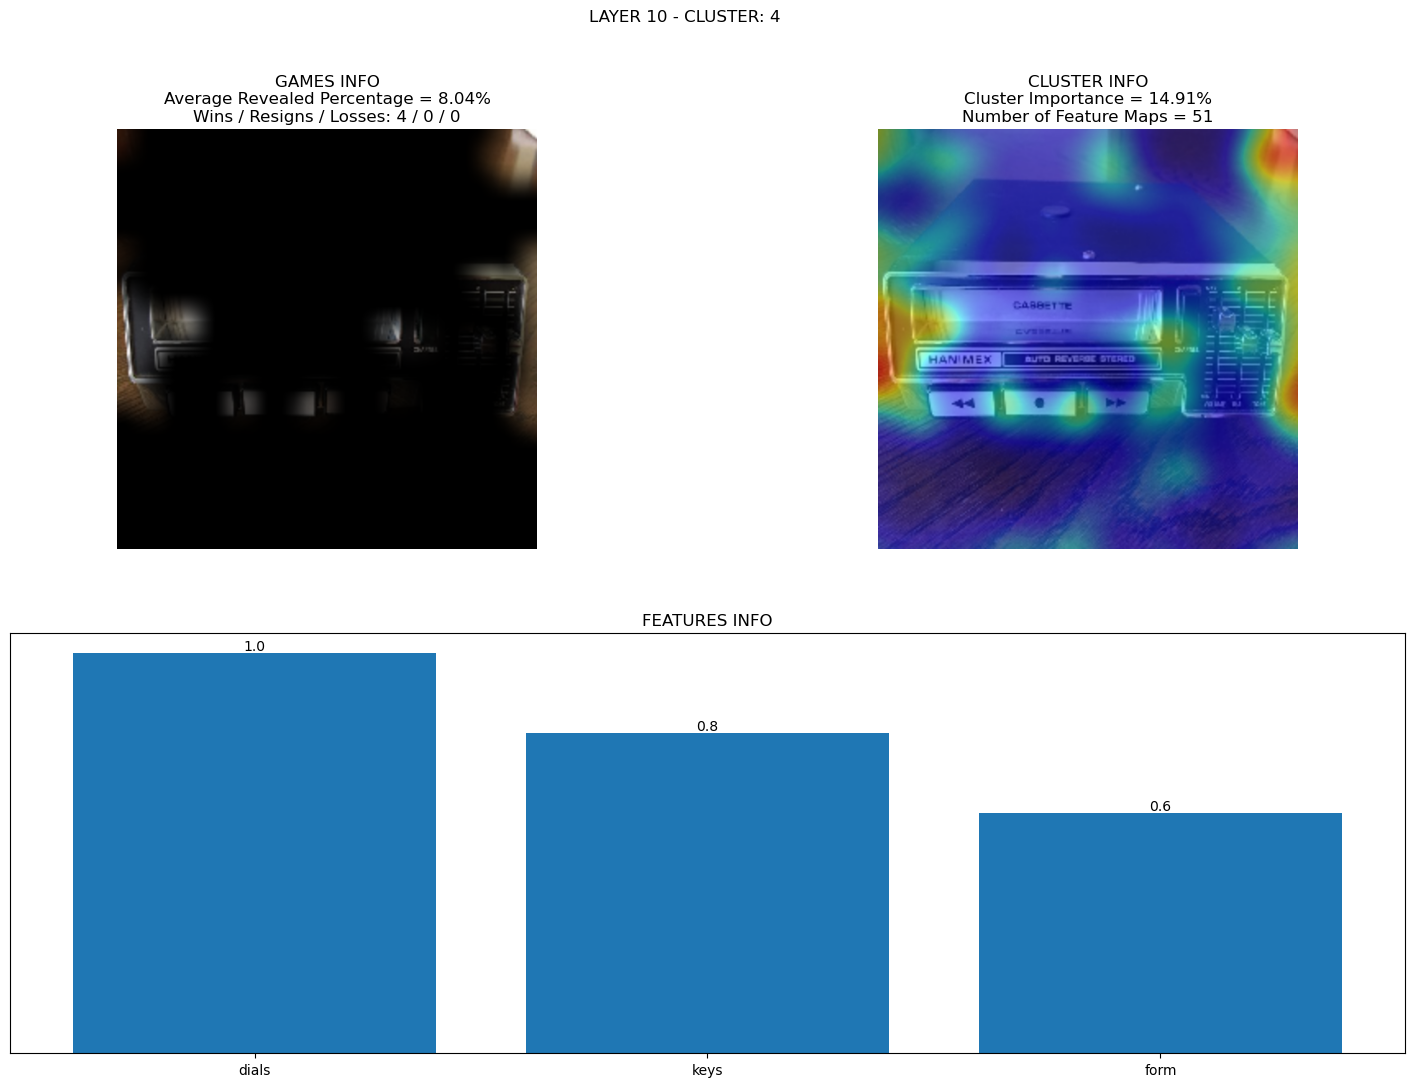 LAYER 10 - CLUSTER: 4
GAMES INFO
Average Revealed Percentage = 8.04%
Wins / Resigns / Losses: 4 / 0 / 0
CLUSTER INFO
Cluster Importance = 14.91%
Number of Feature Maps = 51
CASSETTE
HANIMEX
AUTO REVERSE STEREO
FEATURES INFO
1.0
0.8
0.6
dials
keys
form